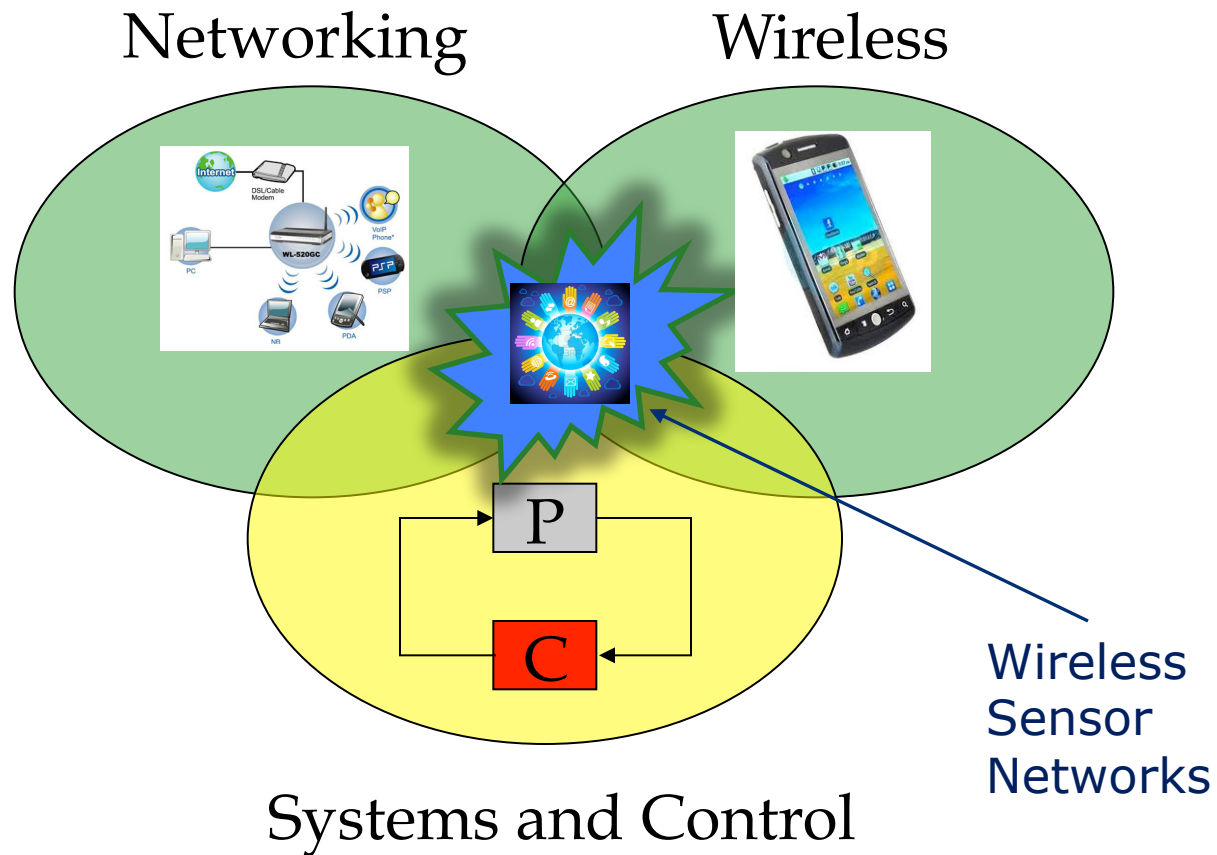 Networking
Wireless
Internet
DSL/Cable
Modem
VoIP
Phone*
WL-520GC
PC
PSP
PSP
NB
PDA
P
C
Wireless
Sensor
Networks
Systems and Control